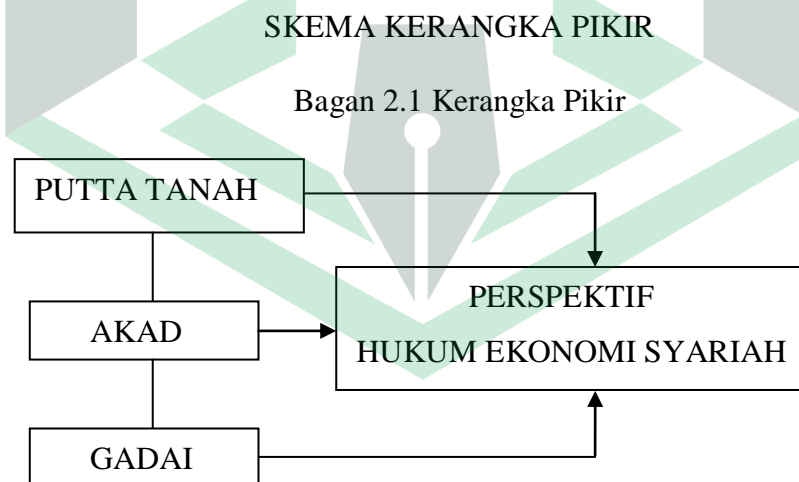 SKEMA KERANGKA PIKIR
Bagan 2.1 Kerangka Pikir
PUTTA TANAH
AKAD
GADAI
PERSPEKTIF
HUKUM EKONOMI SYARIAH